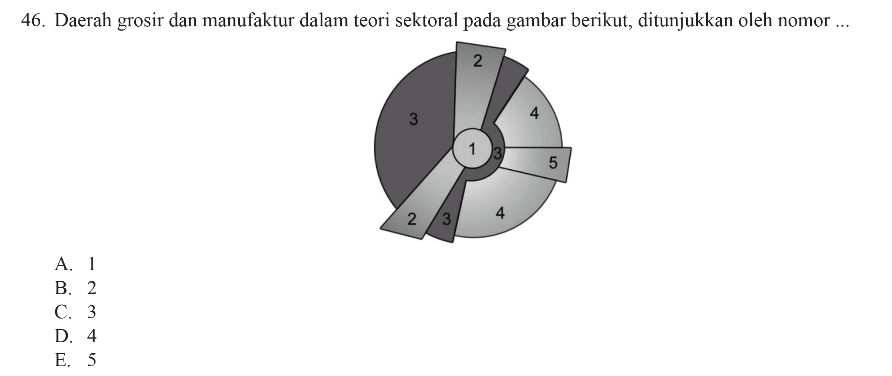 46. Daerah grosir dan manufaktur dalam teori sektoral pada gambar berikut, ditunjukkan oleh nomor ...
2
3
4
1
3
5
2
3
4
A. 1
B. 2
C. 3
D. 4
E. 5